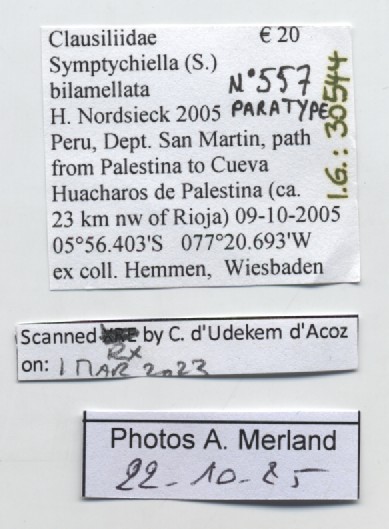 Clausiliidae € 20
Symptychiella (S.)
bilamellata N°557
H. Nordsieck 2005 PARATYPE
Peru, Dept. San Martin, path
from Palestina to Cueva
Huacharos de Palestina (ca.
23 km nw of Rioja) 09-10-2005
05°56.403'S 077°20.693'W
ex coll. Hemmen, Wiesbaden
I.G.: 30544
Scanned by C. d'Udekem d'Acoz
RX
on: 1 MAR 2023
Photos A. Merland
22-10-25